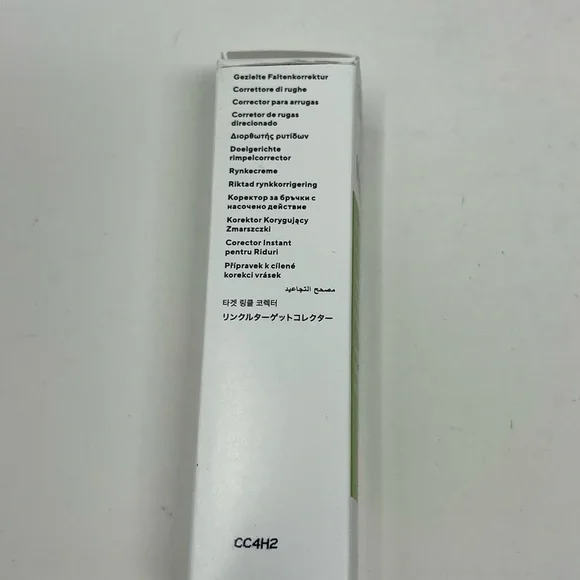 Gezielte Faltenkorrektur
Correttore di rughe
Corrector para arrugas
Corretor de rugas
direcionado
Διορθωτής ρυτίδων
Doelgerichte
rimpelcorrector
Rynkecreme
Riktad rynkkorrigering
Коректор за бръчки с
насочено действие
Korektor Korygujący
Zmarszczki
Corector Instant
pentru Riduri
Přípravek k cílené
korekci vrásek
مصحح التجاعيد
타겟 링클 코렉터
リンクルターゲットコレクター
CC4H2